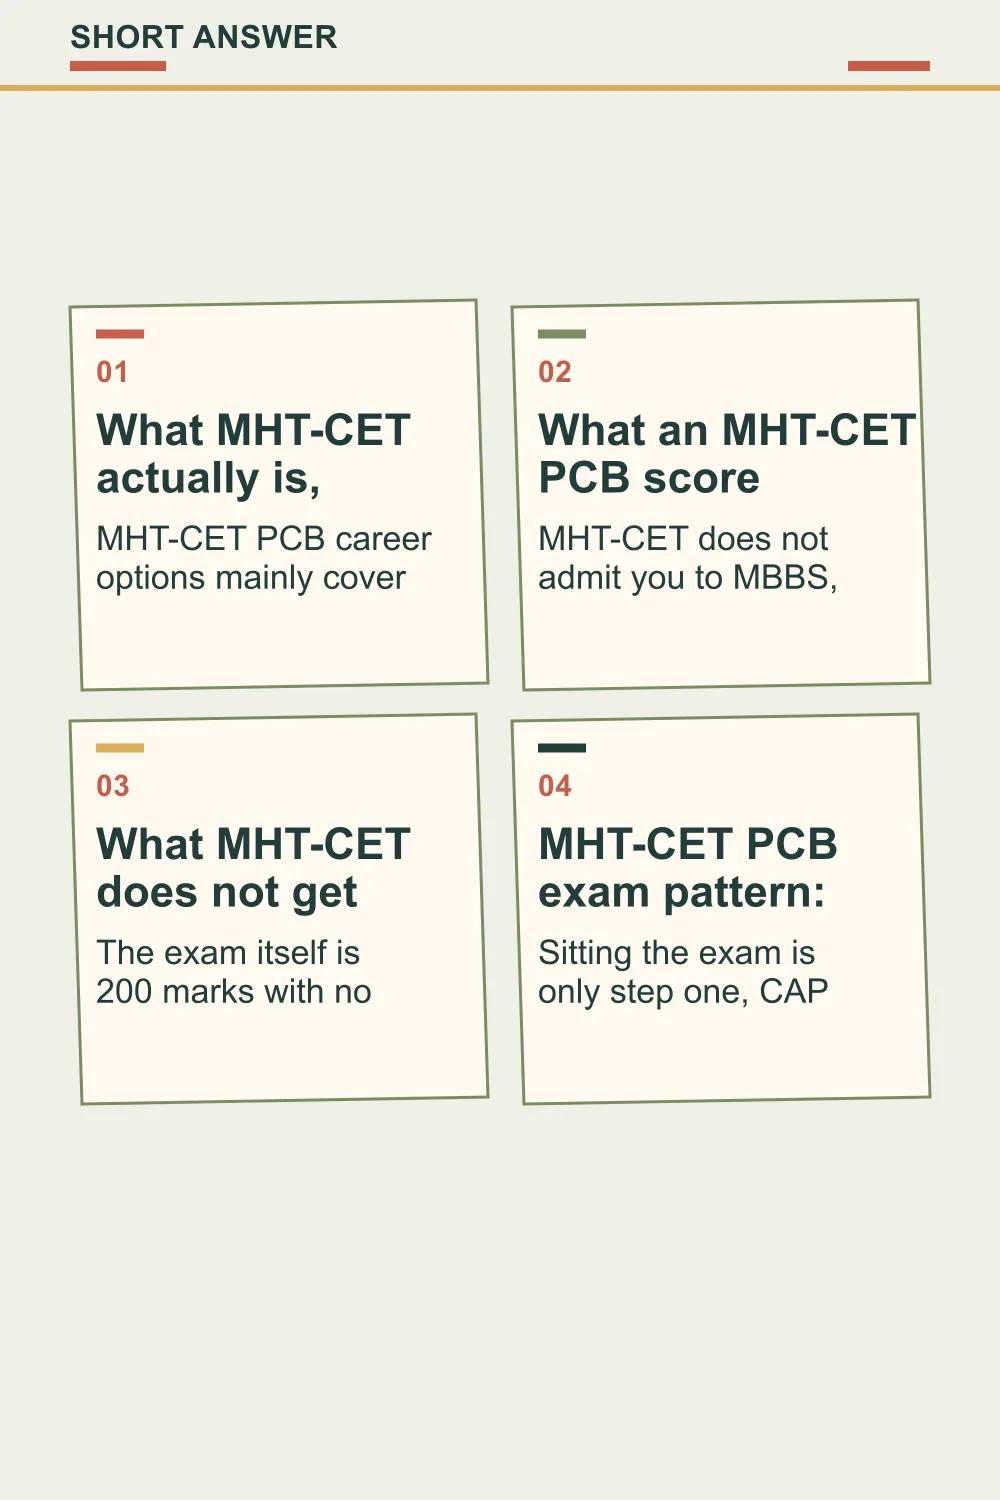 SHORT ANSWER
01
What MHT-CET
actually is,
MHT-CET PCB career
options mainly cover
02
What an MHT-CET
PCB score
MHT-CET does not
admit you to MBBS,
03
What MHT-CET
does not get
The exam itself is
200 marks with no
04
MHT-CET PCB
exam pattern:
Sitting the exam is
only step one, CAP